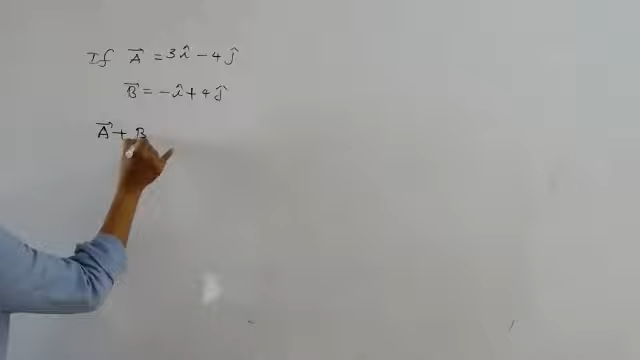 If A⃗ = 3î − 4ĵ
B⃗ = −î + 4ĵ
A⃗ + B